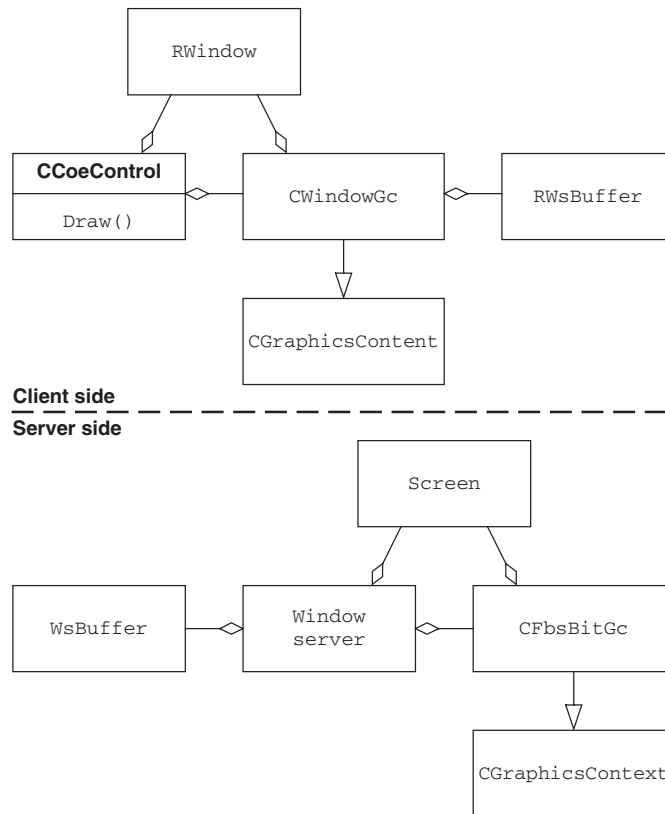 RWindow
CCoeControl
Draw()
CWindowGc
RWsBuffer
CGraphicsContent
Client side
Server side
Screen
WsBuffer
Window
server
CFbsBitGc
CGraphicsContext